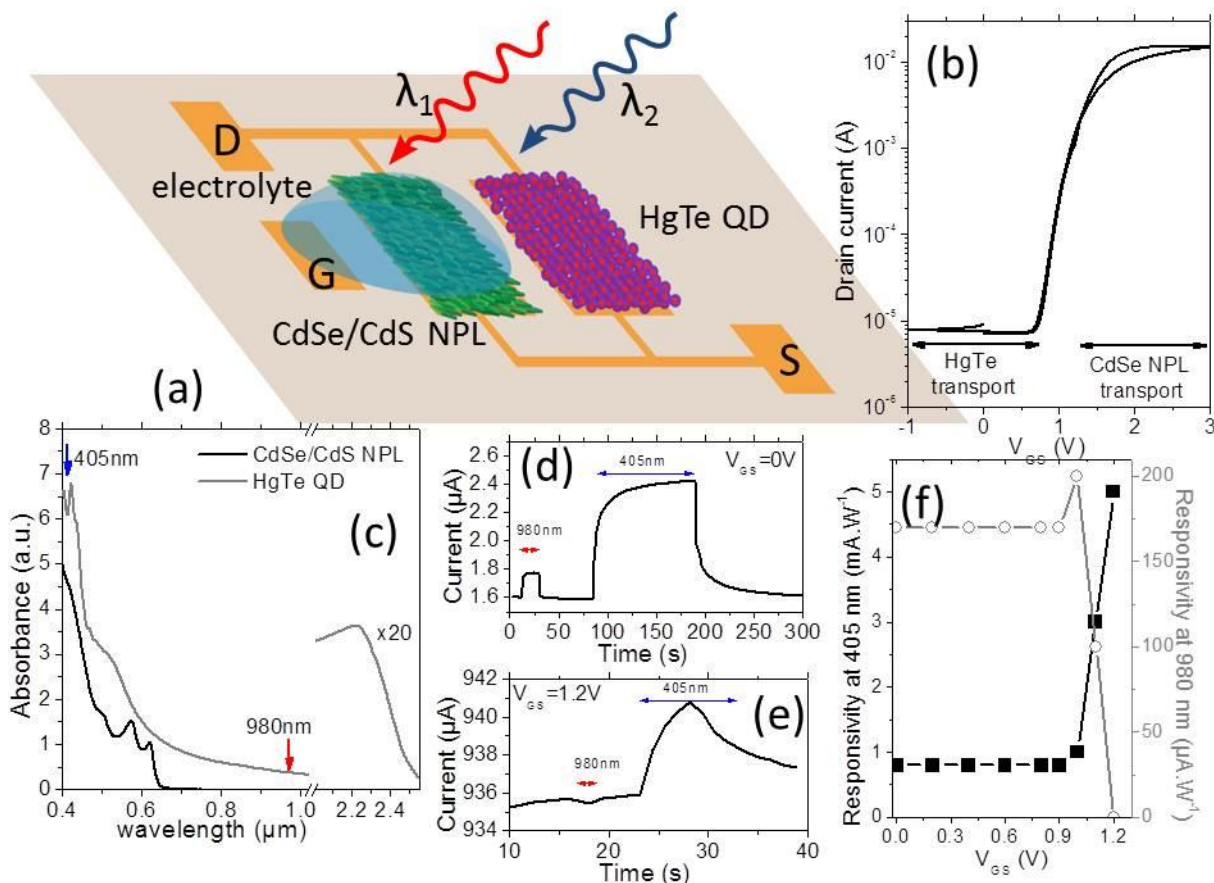 D
electrolyte
G
CdSe/CdS NPL
λ1
λ2
HgTe QD
S
(a)
(b)
Drain current (A)
10-2
10-3
10-4
10-5
10-6
HgTe
transport
CdSe NPL
transport
-1 0 1 2 3
VGS (V)
(c)
Absorbance (a.u.)
8
7
6
5
4
3
2
1
0
405nm
CdSe/CdS NPL
HgTe QD
980nm
x20
0.4 0.6 0.8 1.0 2.2 2.4
wavelength (µm)
(d)
Current (µA)
2.6
2.4
2.2
2.0
1.8
1.6
405nm
VGS=0V
980nm
0 50 100 150 200 250 300
Time (s)
(e)
Current (µA)
942
940
938
936
934
VGS=1.2V
405nm
980nm
10 20 30 40
Time (s)
(f)
Responsivity at 405 nm (mA.W-1)
5
4
3
2
1
0
Responsivity at 980 nm (µA.W-1)
200
150
100
50
0
0.0 0.3 0.6 0.9 1.2
VGS (V)